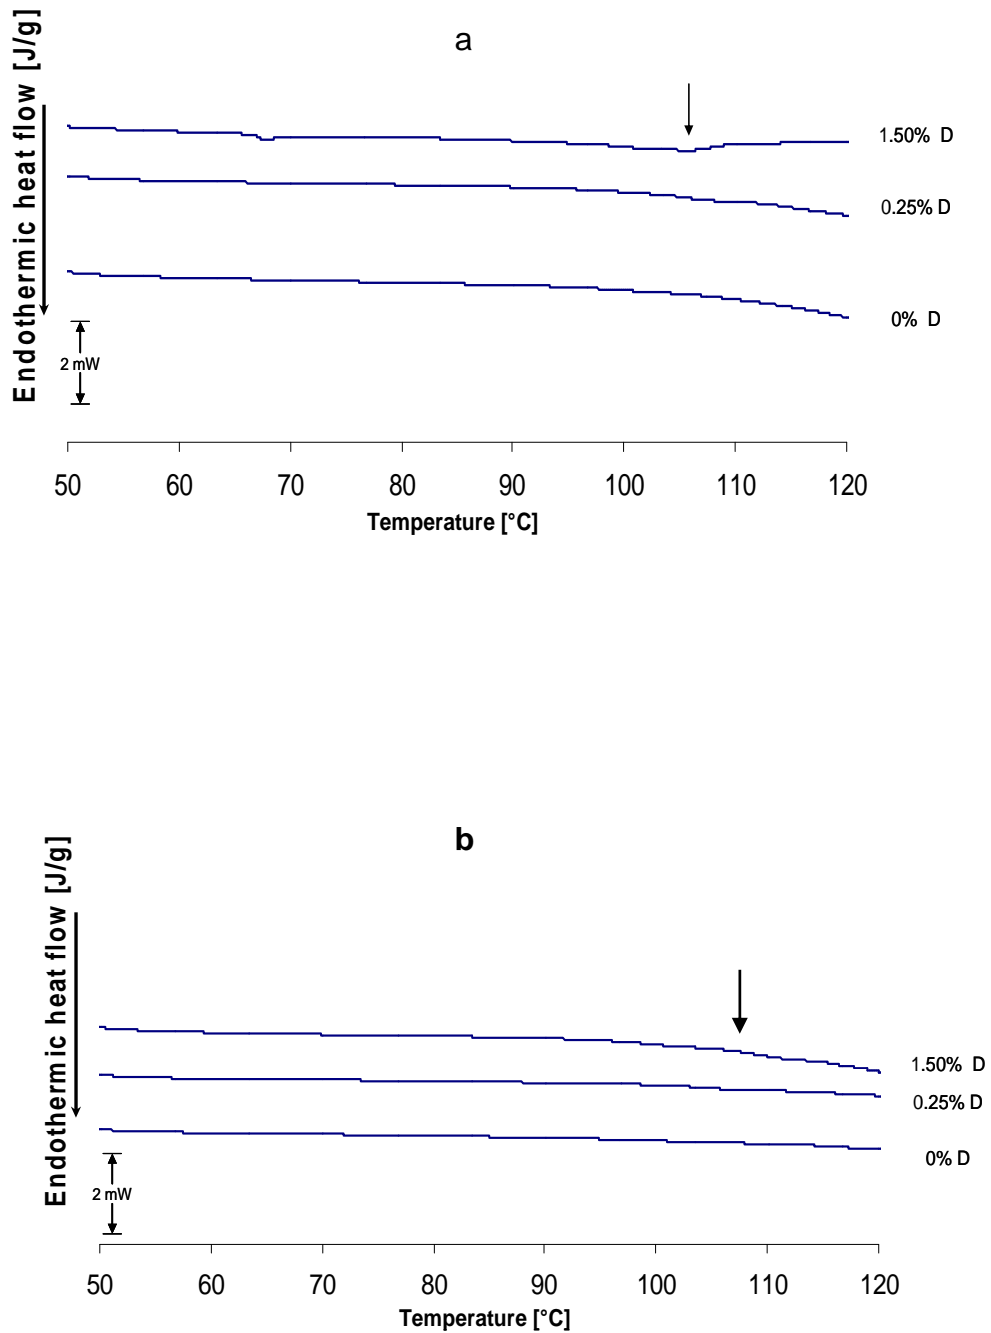 Endothermic heat flow [J/g]
a
1.50% D
0.25% D
0% D
2 mW
50 60 70 80 90 100 110 120
Temperature [°C]
Endothermic heat flow [J/g]
b
1.50% D
0.25% D
0% D
2 mW
50 60 70 80 90 100 110 120
Temperature [°C]